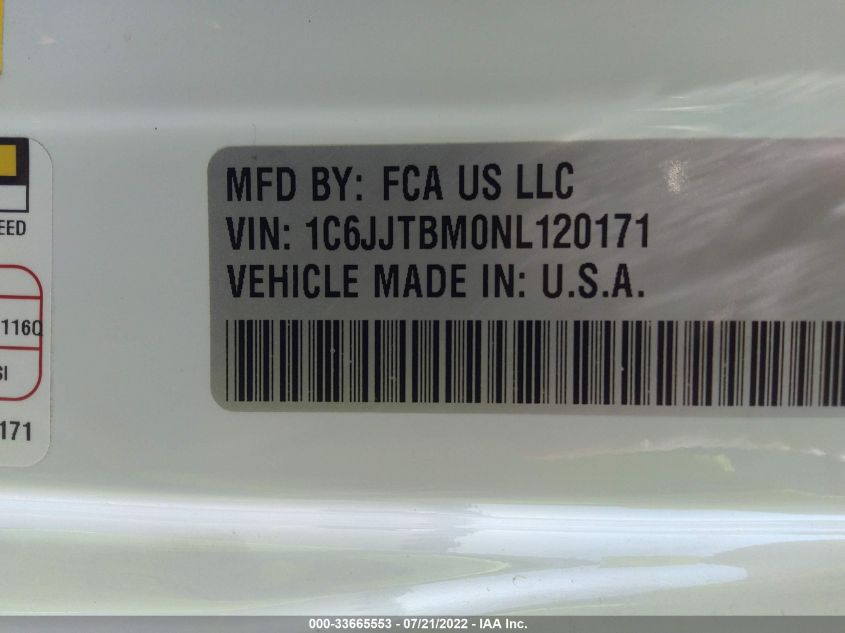 MFD BY: FCA US LLC
VIN: 1C6JJTBM0NL120171
VEHICLE MADE IN: U.S.A.
EED
116Q
SI
171
000-33665553 - 07/21/2022 - IAA Inc.